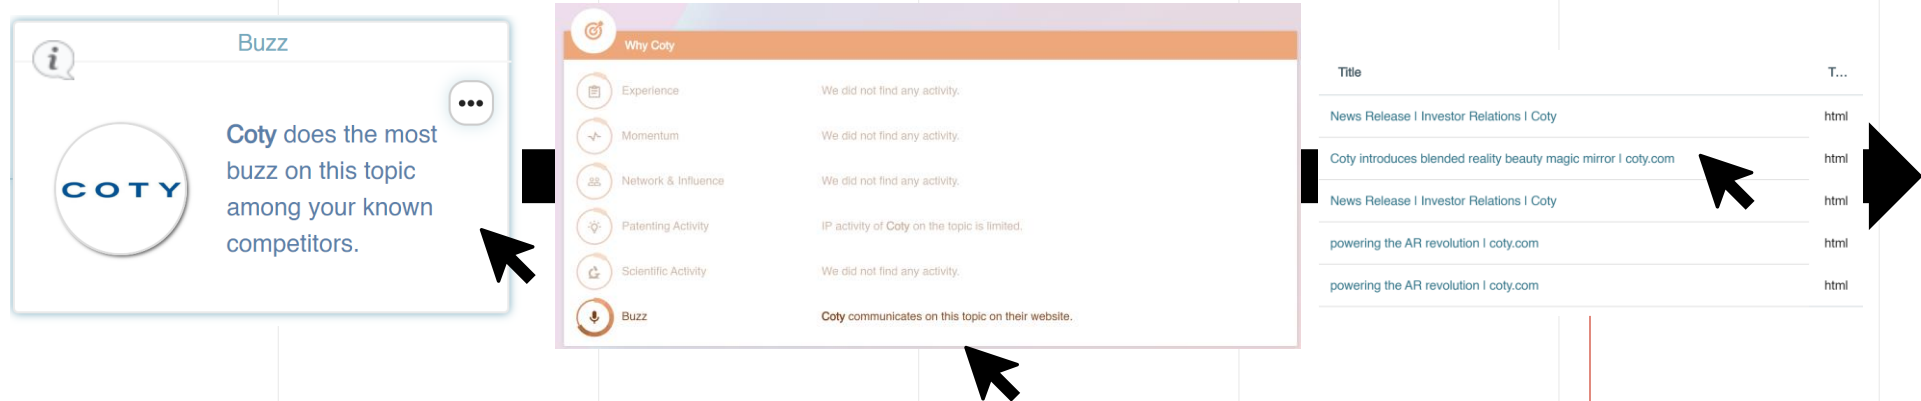 Buzz
i
Coty does the most
buzz on this topic
among your known
competitors.
COTY
Why Coty
Experience We did not find any activity.
Momentum We did not find any activity.
Network & Influence We did not find any activity.
Patenting Activity IP activity of Coty on the topic is limited.
Scientific Activity We did not find any activity.
Buzz Coty communicates on this topic on their website.
Title T...
News Release | Investor Relations | Coty html
Coty introduces blended reality beauty magic mirror | coty.com html
News Release | Investor Relations | Coty html
powering the AR revolution | coty.com html
powering the AR revolution | coty.com html